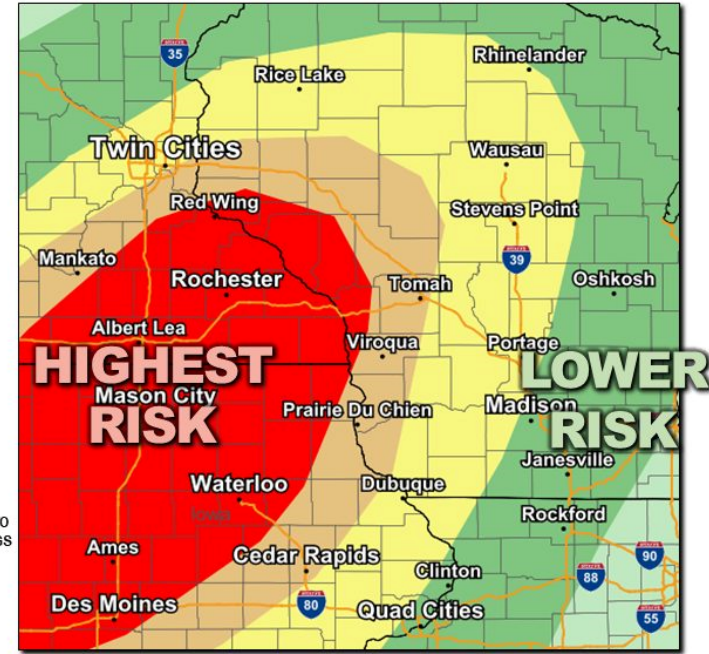 35
Rhinelander
Rice Lake
Twin Cities
Wausau
Red Wing
Stevens Point
Mankato
39
Rochester
Tomah
Oshkosh
Albert Lea
Viroqua
Portage
HIGHEST
RISK
LOWER
RISK
Mason City
Prairie Du Chien
Madison
Janesville
Waterloo
Dubuque
Iowa
Rockford
Ames
Cedar Rapids
Clinton
90
88
Des Moines
80
Quad Cities
55